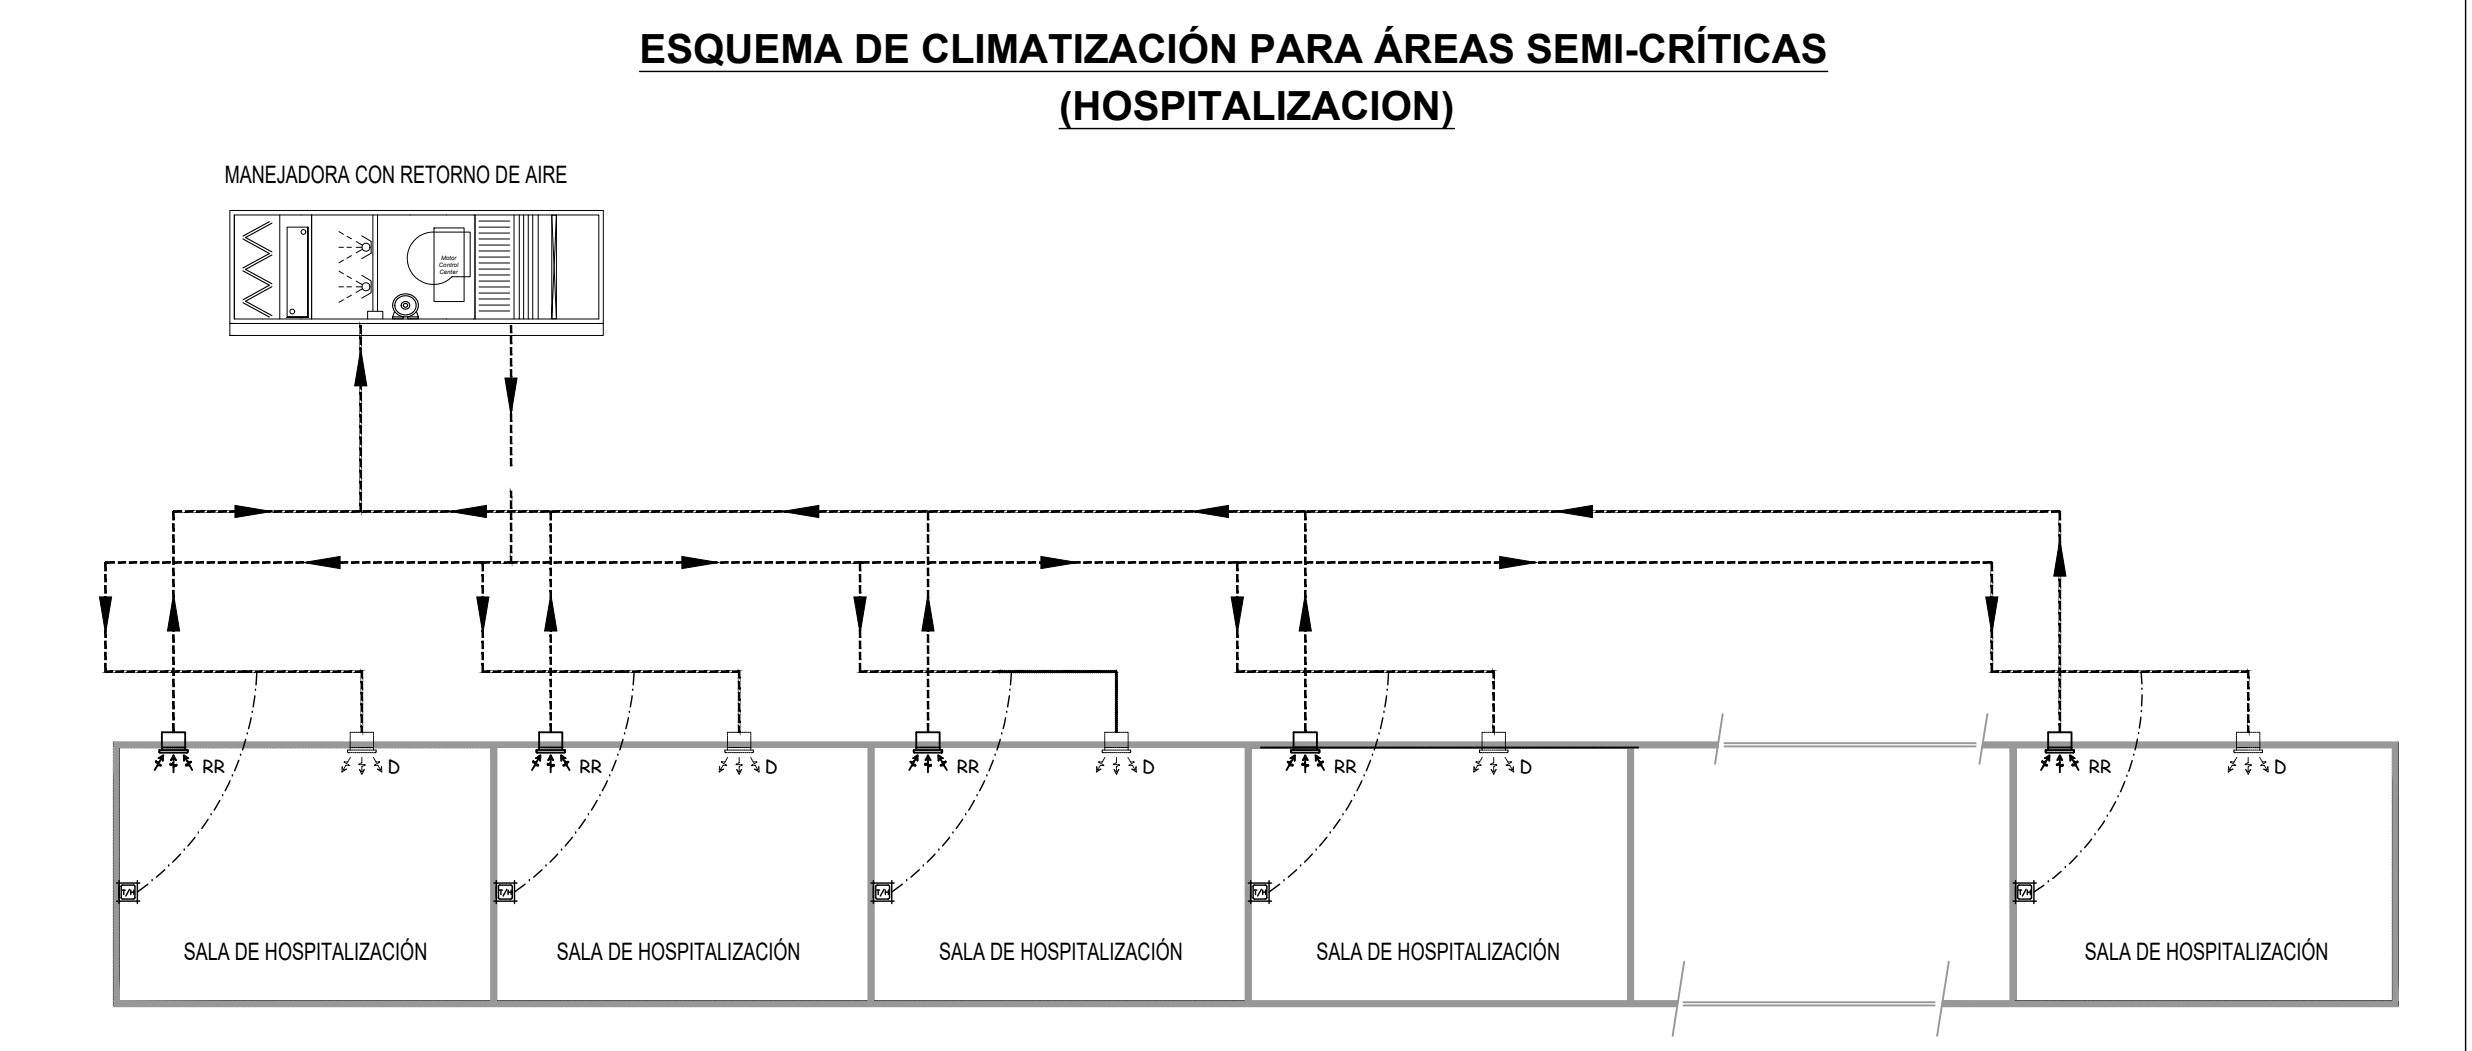 ESQUEMA DE CLIMATIZACIÓN PARA ÁREAS SEMI-CRÍTICAS
(HOSPITALIZACION)
MANEJADORA CON RETORNO DE AIRE
Motor
Control
Center
RR D RR D RR D RR D RR D
T/H T/H T/H T/H T/H
SALA DE HOSPITALIZACIÓN SALA DE HOSPITALIZACIÓN SALA DE HOSPITALIZACIÓN SALA DE HOSPITALIZACIÓN SALA DE HOSPITALIZACIÓN